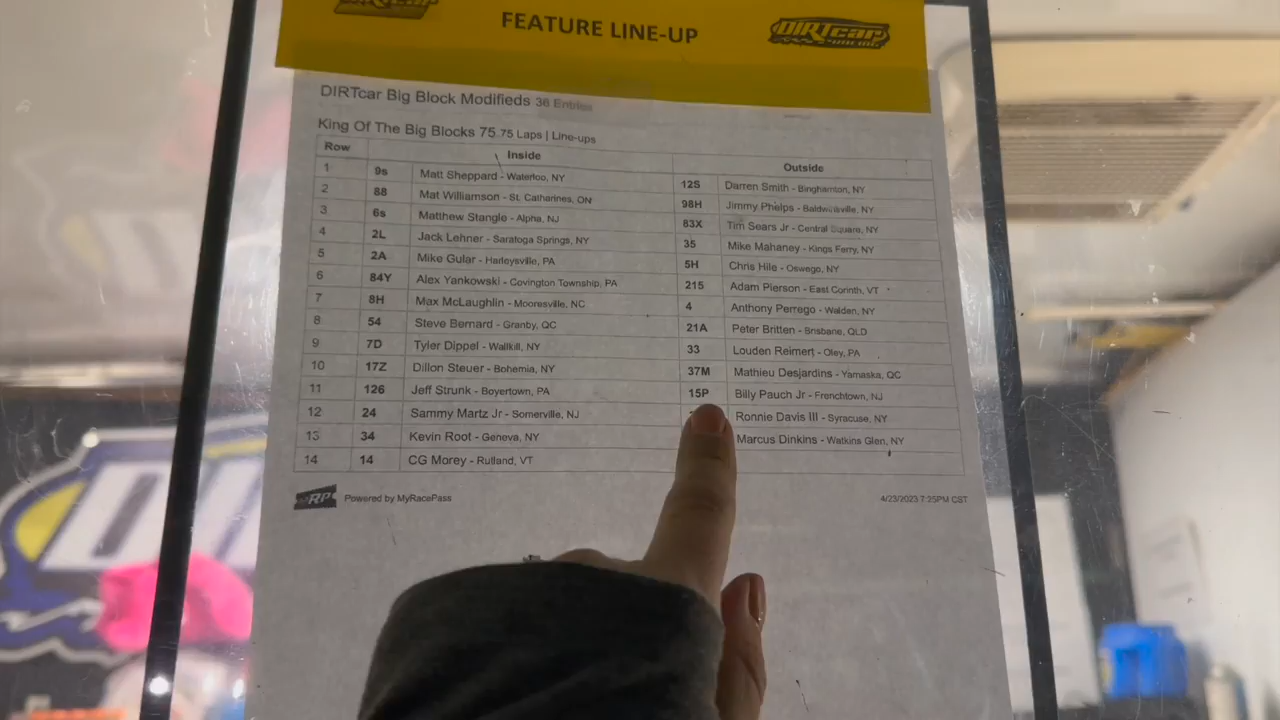 FEATURE LINE-UP
DIRTcar
DIRTcar Big Block Modifieds 36 Entries
King Of The Big Blocks 75 75 Laps | Line-ups
Row Inside Outside
1 9s Matt Sheppard - Waterloo, NY 12S Darren Smith - Binghamton, NY
2 88 Mat Williamson - St. Catharines, ON 98H Jimmy Phelps - Baldwinsville, NY
3 6s Matthew Stangle - Alpha, NJ 83X Tim Sears Jr - Central Square, NY
4 2L Jack Lehner - Saratoga Springs, NY 35 Mike Mahaney - Kings Ferry, NY
5 2A Mike Gular - Harleysville, PA 5H Chris Hile - Oswego, NY
6 84Y Alex Yankowski - Covington Township, PA 215 Adam Pierson - East Corinth, VT
7 8H Max McLaughlin - Mooresville, NC 4 Anthony Perrego - Walden, NY
8 54 Steve Bernard - Granby, QC 21A Peter Britten - Brisbane, QLD
9 7D Tyler Dippel - Wallkill, NY 33 Louden Reimert - Oley, PA
10 17Z Dillon Steuer - Bohemia, NY 37M Mathieu Desjardins - Yamaska, QC
11 126 Jeff Strunk - Boyertown, PA 15P Billy Pauch Jr - Frenchtown, NJ
12 24 Sammy Martz Jr - Somerville, NJ Ronnie Davis III - Syracuse, NY
13 34 Kevin Root - Geneva, NY Marcus Dinkins - Watkins Glen, NY
14 14 CG Morey - Rutland, VT
RP Powered by MyRacePass 4/23/2023 7:25PM CST